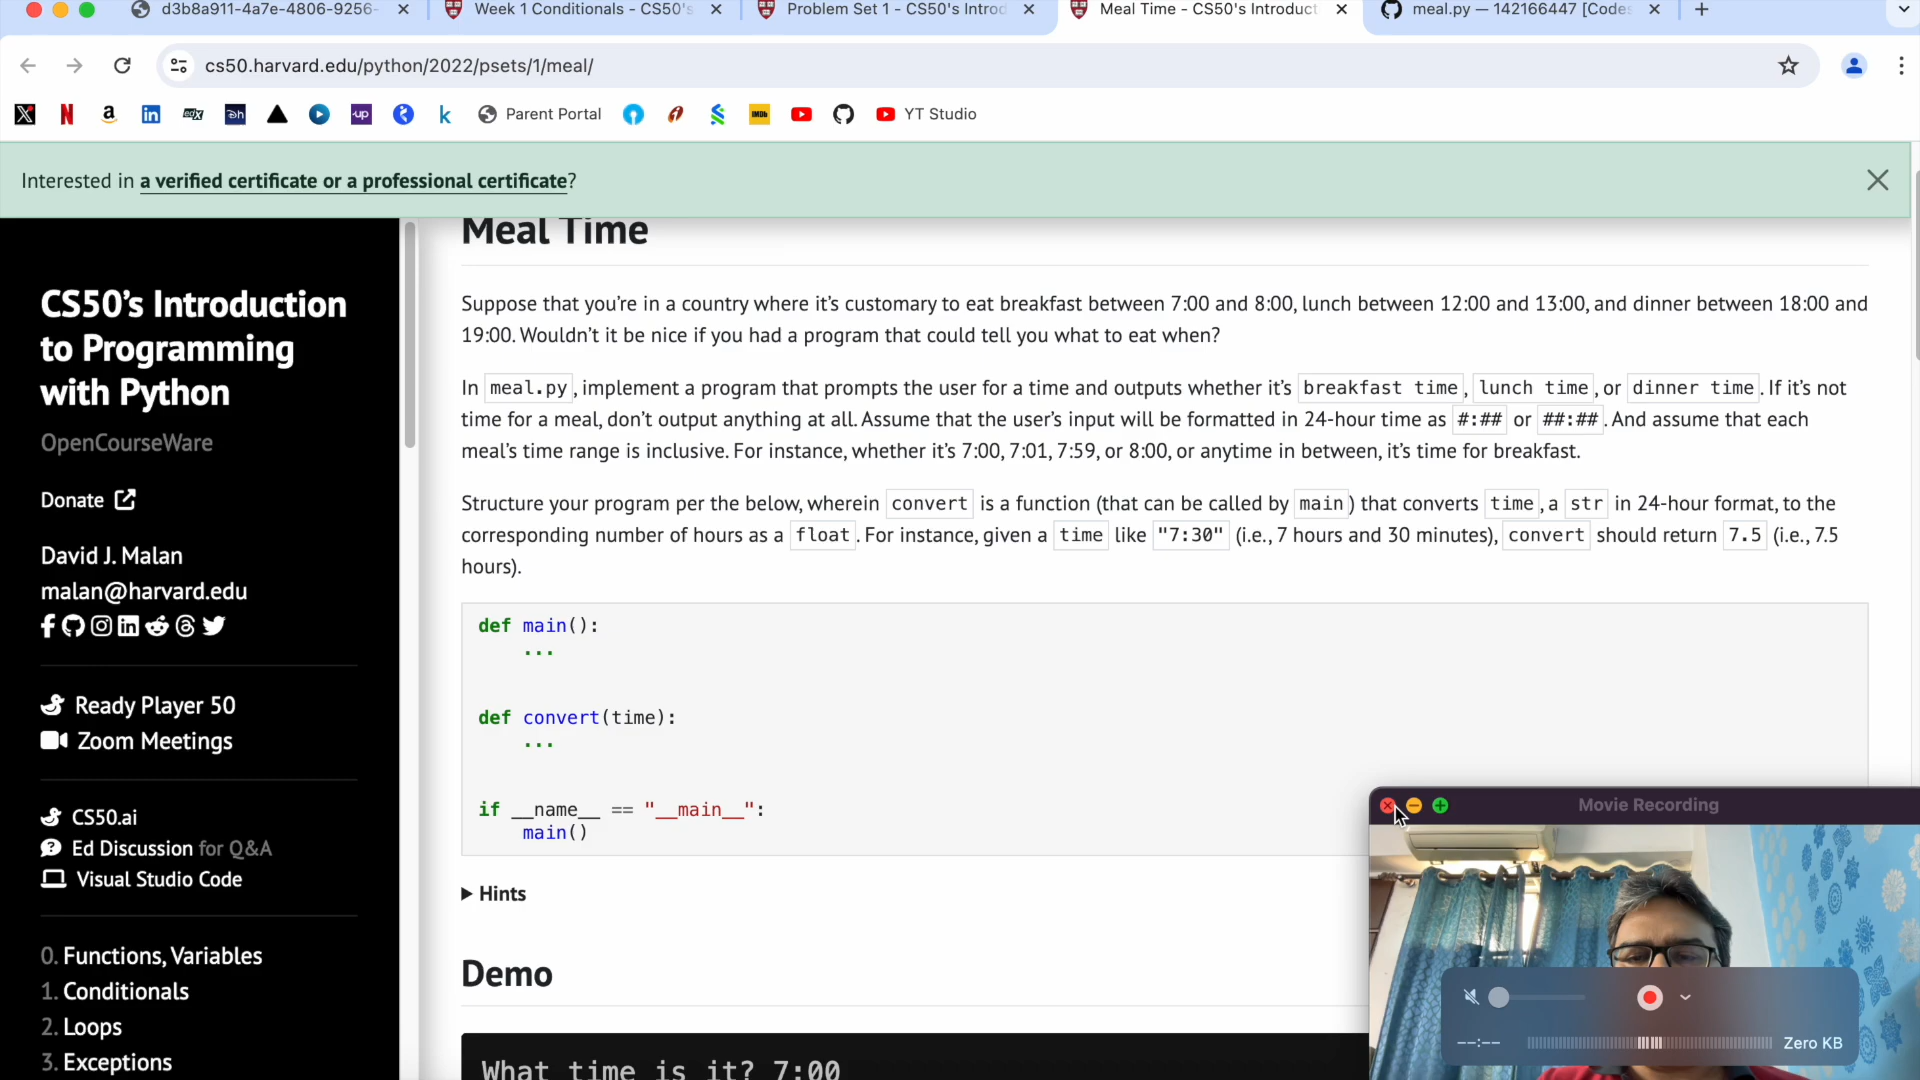 d3b8a911-4a7e-4806-9256-
Week 1 Conditionals - CS50's
Problem Set 1 - CS50's Introd
Meal Time - CS50's Introduct
meal.py — 142166447 [Codes
cs50.harvard.edu/python/2022/psets/1/meal/
X
N
a
in
edX
Dh
up
k
Parent Portal
IMDb
YT Studio
Interested in a verified certificate or a professional certificate?
CS50’s Introduction
to Programming
with Python
OpenCourseWare
Donate
David J. Malan
malan@harvard.edu
Ready Player 50
Zoom Meetings
CS50.ai
Ed Discussion for Q&A
Visual Studio Code
0. Functions, Variables
1. Conditionals
2. Loops
3. Exceptions
Meal Time
Suppose that you’re in a country where it’s customary to eat breakfast between 7:00 and 8:00, lunch between 12:00 and 13:00, and dinner between 18:00 and
19:00. Wouldn’t it be nice if you had a program that could tell you what to eat when?
In meal.py, implement a program that prompts the user for a time and outputs whether it’s breakfast time, lunch time, or dinner time. If it’s not
time for a meal, don’t output anything at all. Assume that the user’s input will be formatted in 24-hour time as #:## or ##:##. And assume that each
meal’s time range is inclusive. For instance, whether it’s 7:00, 7:01, 7:59, or 8:00, or anytime in between, it’s time for breakfast.
Structure your program per the below, wherein convert is a function (that can be called by main) that converts time, a str in 24-hour format, to the
corresponding number of hours as a float. For instance, given a time like "7:30" (i.e., 7 hours and 30 minutes), convert should return 7.5 (i.e., 7.5
hours).
def main():
    ...
def convert(time):
    ...
if __name__ == "__main__":
    main()
Hints
Demo
What time is it? 7:00
Movie Recording
--:--
Zero KB